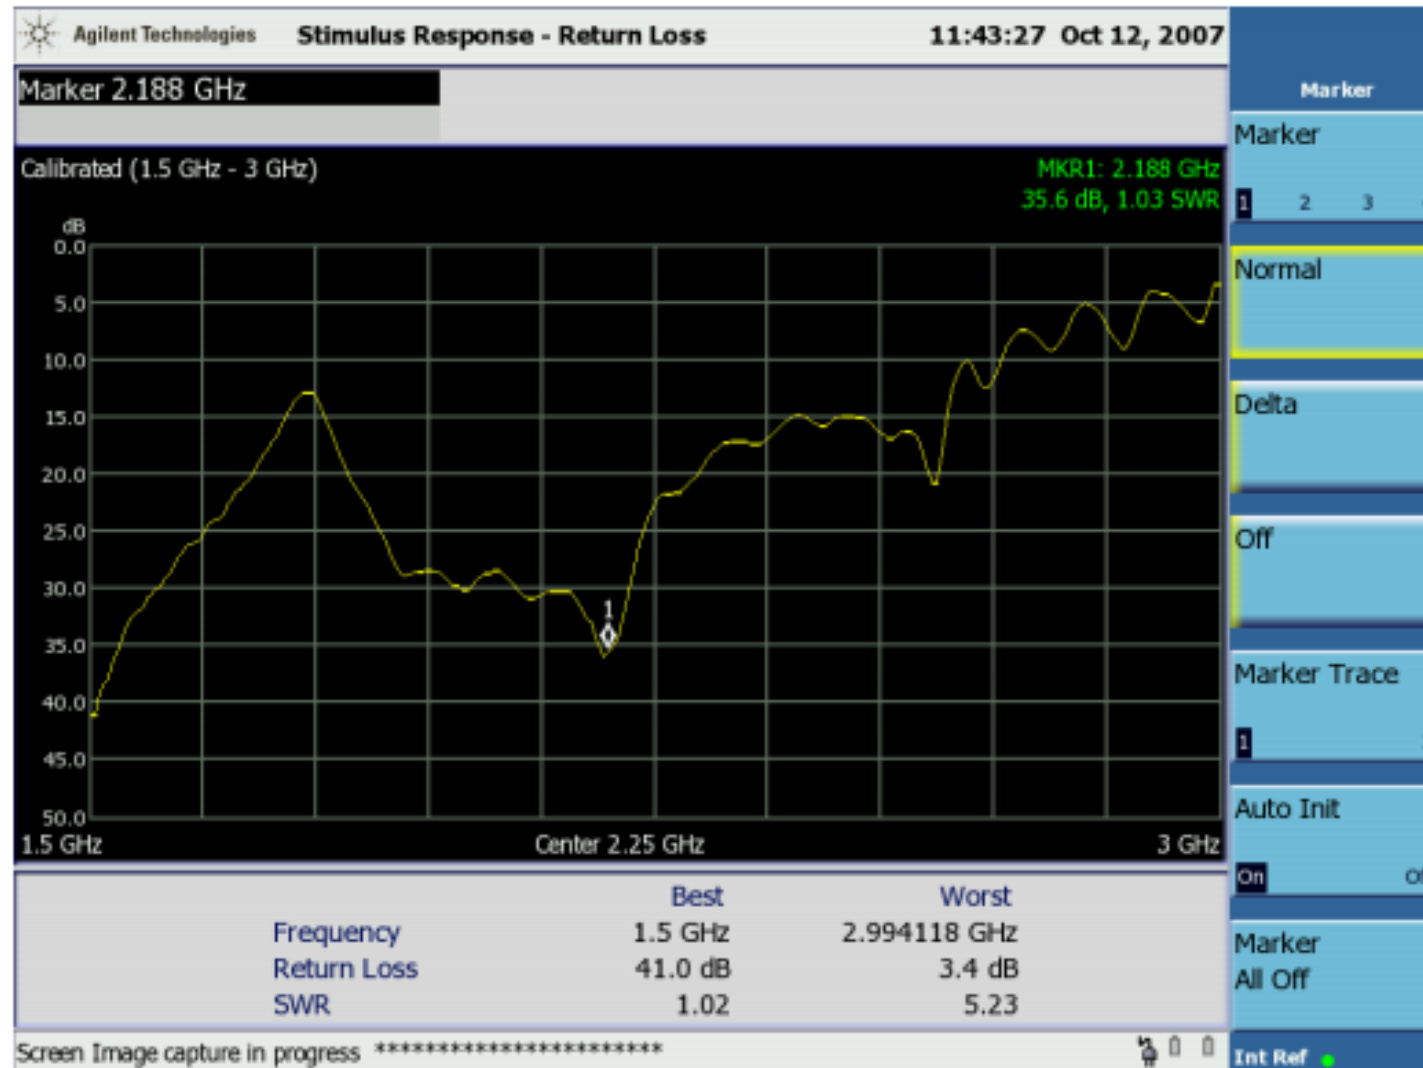 Agilent Technologies Stimulus Response - Return Loss 11:43:27 Oct 12, 2007
Marker 2.188 GHz
Marker
Calibrated (1.5 GHz - 3 GHz)
MKR1: 2.188 GHz
35.6 dB, 1.03 SWR
dB
0.0
5.0
10.0
15.0
20.0
25.0
30.0
35.0
40.0
45.0
50.0
1
1.5 GHz Center 2.25 GHz 3 GHz
Best Worst
Frequency 1.5 GHz 2.994118 GHz
Return Loss 41.0 dB 3.4 dB
SWR 1.02 5.23
Screen Image capture in progress ***********************
Marker
1 2 3
Normal
Delta
Off
Marker Trace
1
Auto Init
On
Marker
All Off
Int Ref